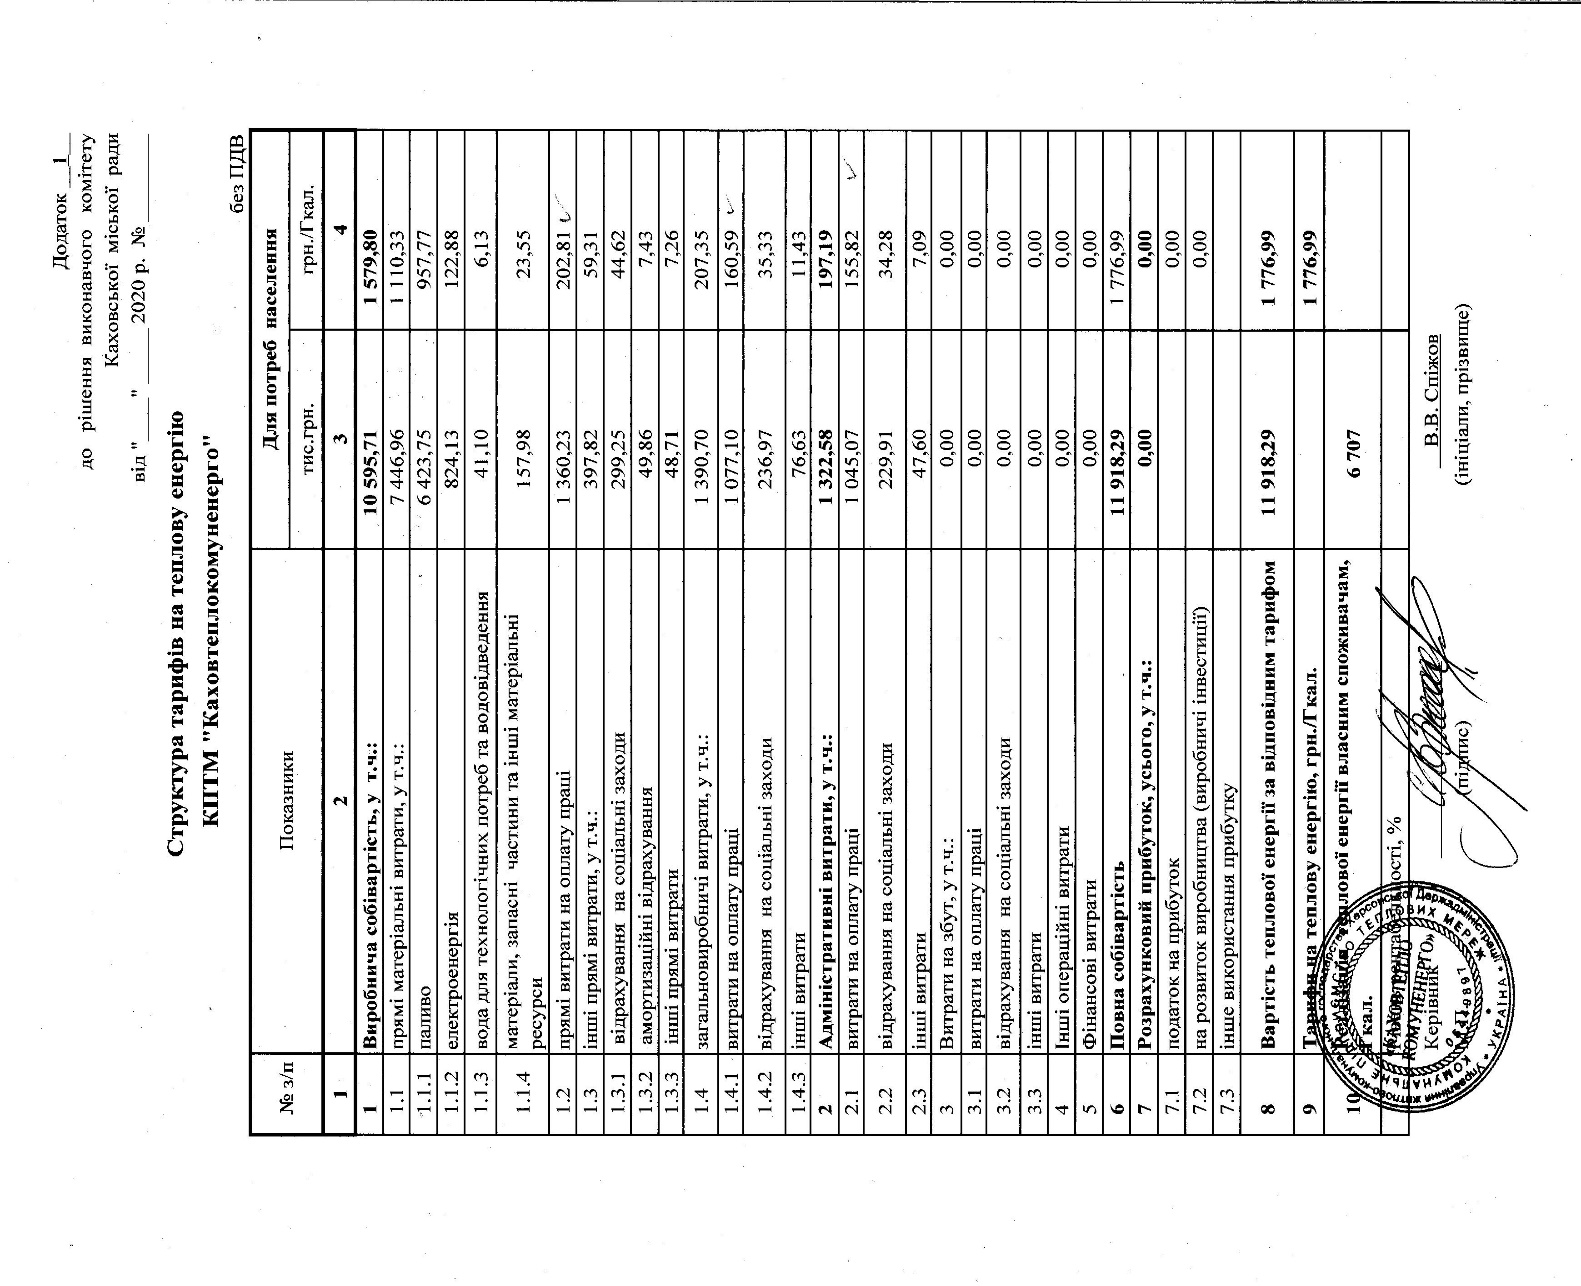 Додаток 1
до рішення виконавчого комітету
Каховської міської ради
від "____" ______ 2020 р. № ______
Структура тарифів на теплову енергію
КПТМ "Каховтеплокомуненерго"
без ПДВ
№ з/п Показники Для потреб населення
тис.грн. грн./Гкал.
1 2 3 4
1 Виробнича собівартість, у т.ч.: 10 595,71 1 579,80
1.1 прямі матеріальні витрати, у т.ч.: 7 446,96 1 110,33
1.1.1 паливо 6 423,75 957,77
1.1.2 електроенергія 824,13 122,88
1.1.3 вода для технологічних потреб та водовідведення 41,10 6,13
1.1.4 матеріали, запасні частини та інші матеріальні ресурси 157,98 23,55
1.2 прямі витрати на оплату праці 1 360,23 202,81
1.3 інші прямі витрати, у т.ч.: 397,82 59,31
1.3.1 відрахування на соціальні заходи 299,25 44,62
1.3.2 амортизаційні відрахування 49,86 7,43
1.3.3 інші прямі витрати 48,71 7,26
1.4 загальновиробничі витрати, у т.ч.: 1 390,70 207,35
1.4.1 витрати на оплату праці 1 077,10 160,59
1.4.2 відрахування на соціальні заходи 236,97 35,33
1.4.3 інші витрати 76,63 11,43
2 Адміністративні витрати, у т.ч.: 1 322,58 197,19
2.1 витрати на оплату праці 1 045,07 155,82
2.2 відрахування на соціальні заходи 229,91 34,28
2.3 інші витрати 47,60 7,09
3 Витрати на збут, у т.ч.: 0,00 0,00
3.1 витрати на оплату праці 0,00 0,00
3.2 відрахування на соціальні заходи 0,00 0,00
3.3 інші витрати 0,00 0,00
4 Інші операційні витрати 0,00 0,00
5 Фінансові витрати 0,00 0,00
6 Повна собівартість 11 918,29 1 776,99
7 Розрахунковий прибуток, усього, у т.ч.: 0,00 0,00
7.1 податок на прибуток 0,00
7.2 на розвиток виробництва (виробничі інвестиції) 0,00
7.3 інше використання прибутку
8 Вартість теплової енергії за відповідним тарифом 11 918,29 1 776,99
9 Тарифи на теплову енергію, грн./Гкал. 1 776,99
10 теплової енергії власним споживачам, Гкал. 6 707
%
Керівник В.В. Спіжов
(підпис) (ініціали, прізвище)
УКРАЇНА
КОМУНАЛЬНЕ
ТЕПЛОВИХ МЕРЕЖ
КОМУНЕНЕРГО»